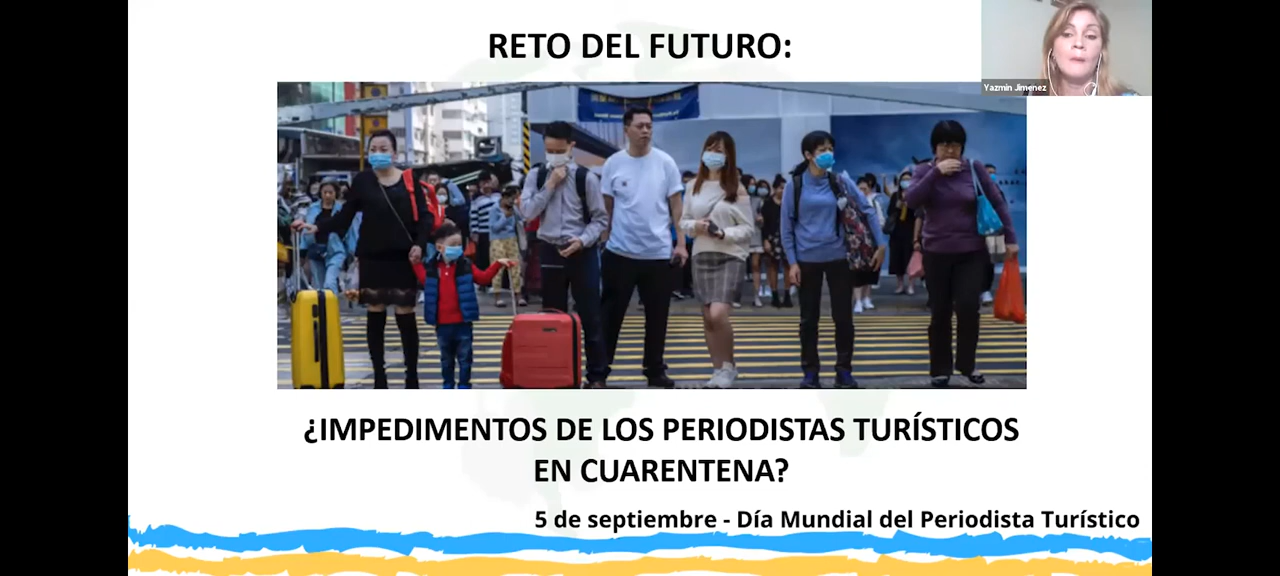 RETO DEL FUTURO:
Yazmin Jimenez
¿IMPEDIMENTOS DE LOS PERIODISTAS TURÍSTICOS
EN CUARENTENA?
5 de septiembre - Día Mundial del Periodista Turístico